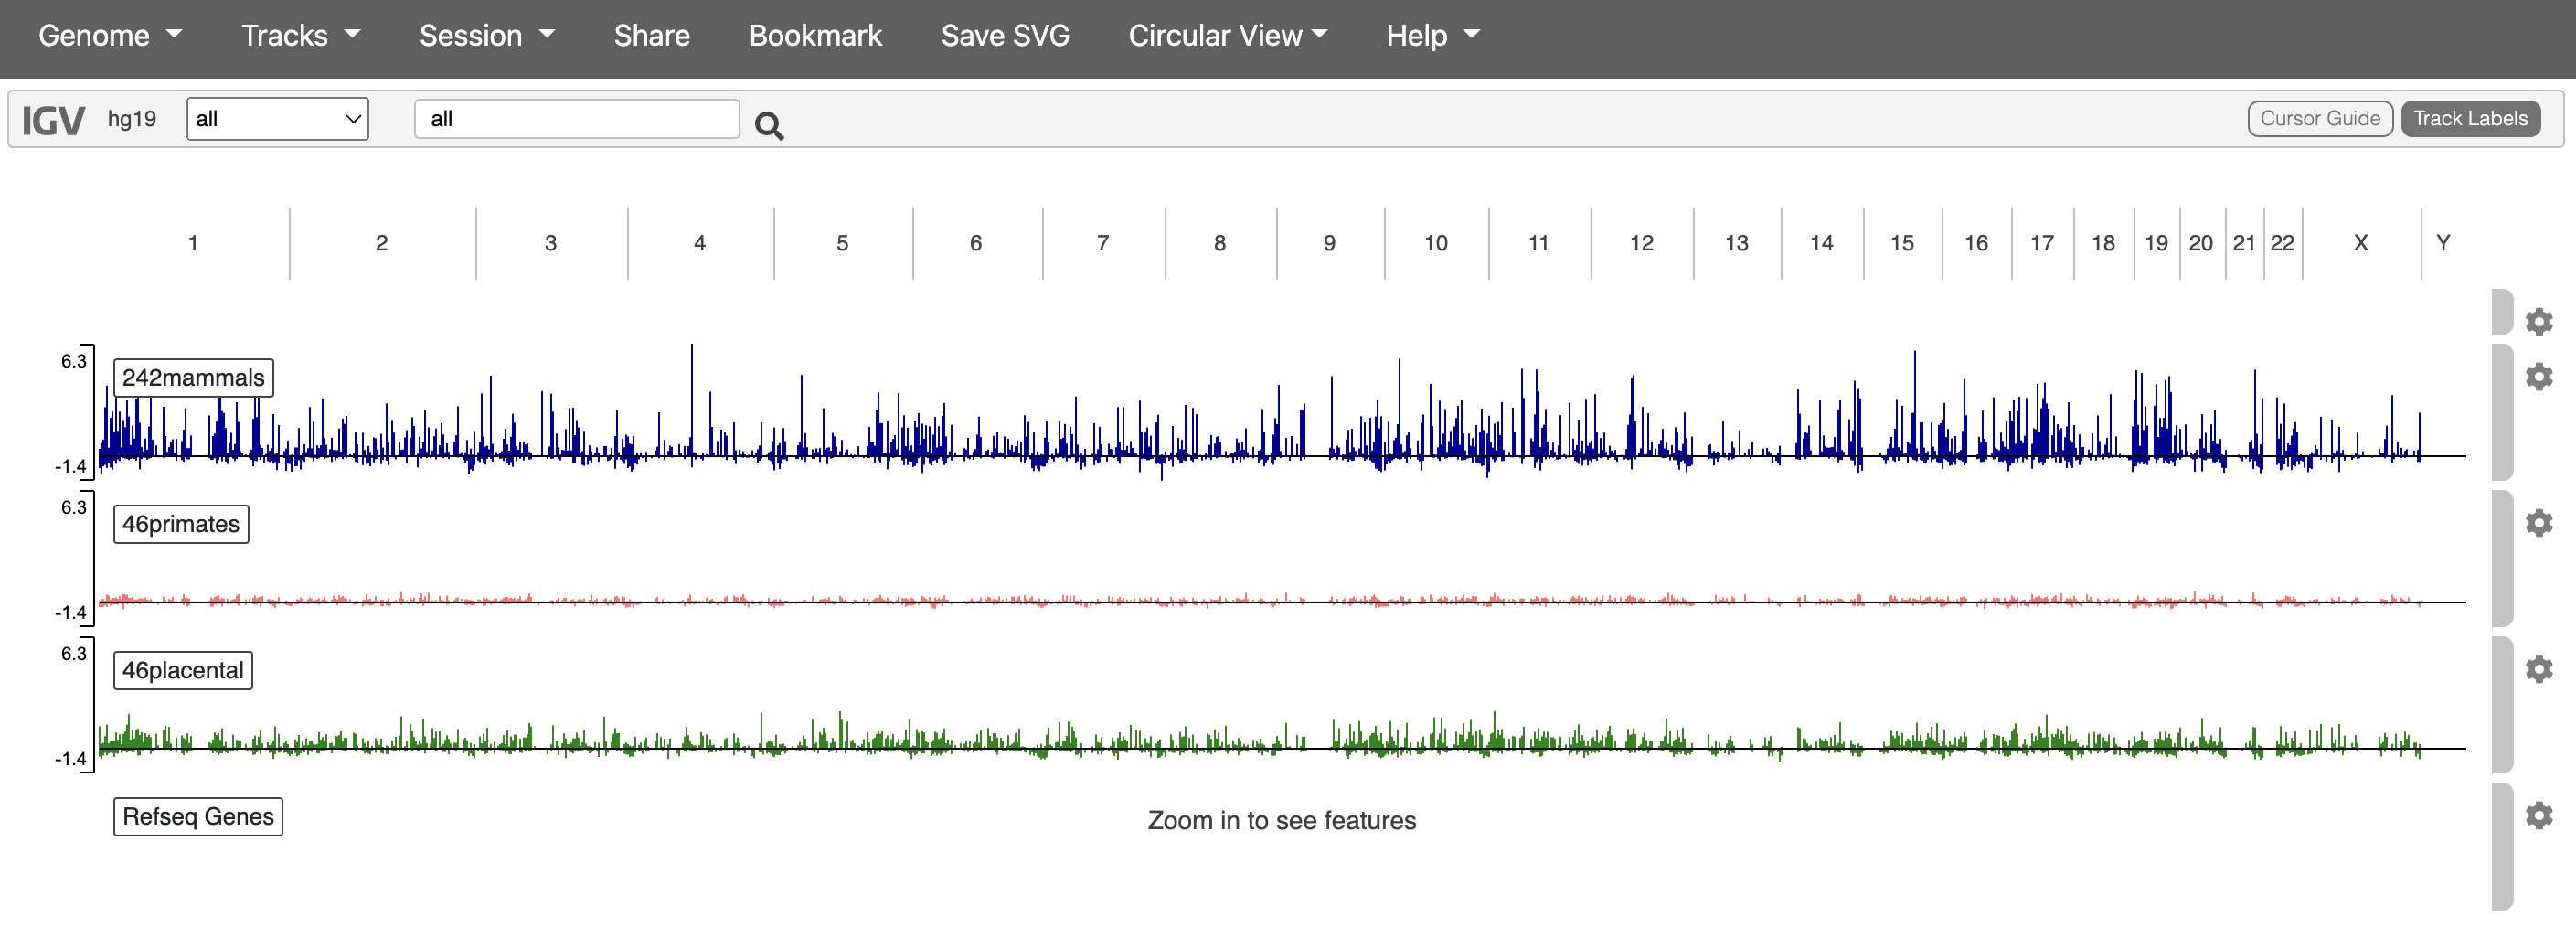 Genome Tracks Session Share Bookmark Save SVG Circular View Help
IGV hg19 all all Cursor Guide Track Labels
1 2 3 4 5 6 7 8 9 10 11 12 13 14 15 16 17 18 19 20 21 22 X Y
6.3
242mammals
-1.4
6.3
46primates
-1.4
6.3
46placental
-1.4
Refseq Genes Zoom in to see features